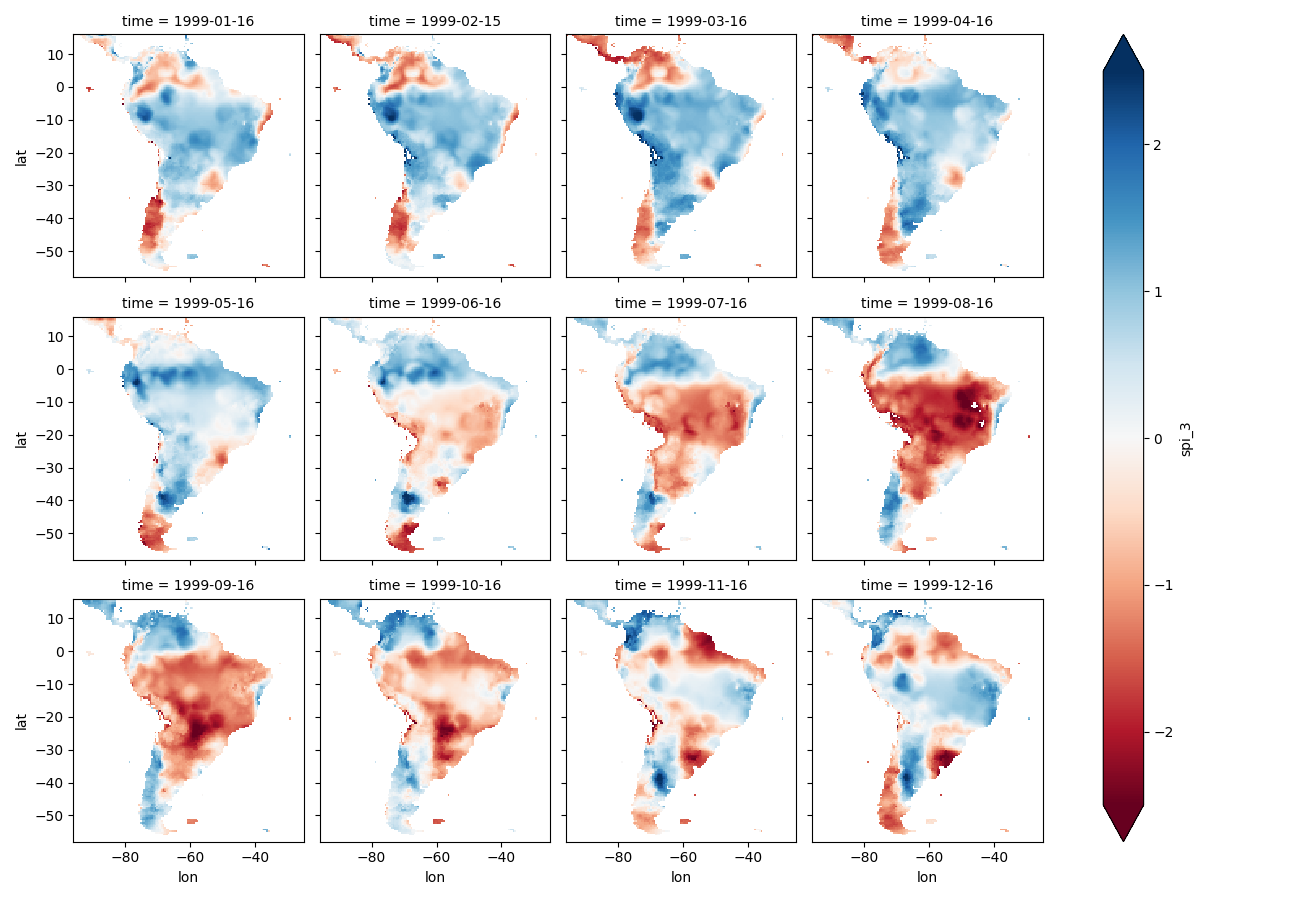 time = 1999-01-16
time = 1999-02-15
time = 1999-03-16
time = 1999-04-16
10
0
−10
−20
−30
−40
−50
lat
2
1
0
−1
−2
spi_3
time = 1999-05-16
time = 1999-06-16
time = 1999-07-16
time = 1999-08-16
10
0
−10
−20
−30
−40
−50
lat
time = 1999-09-16
time = 1999-10-16
time = 1999-11-16
time = 1999-12-16
10
0
−10
−20
−30
−40
−50
lat
−80 −60 −40
−80 −60 −40
−80 −60 −40
−80 −60 −40
lon
lon
lon
lon